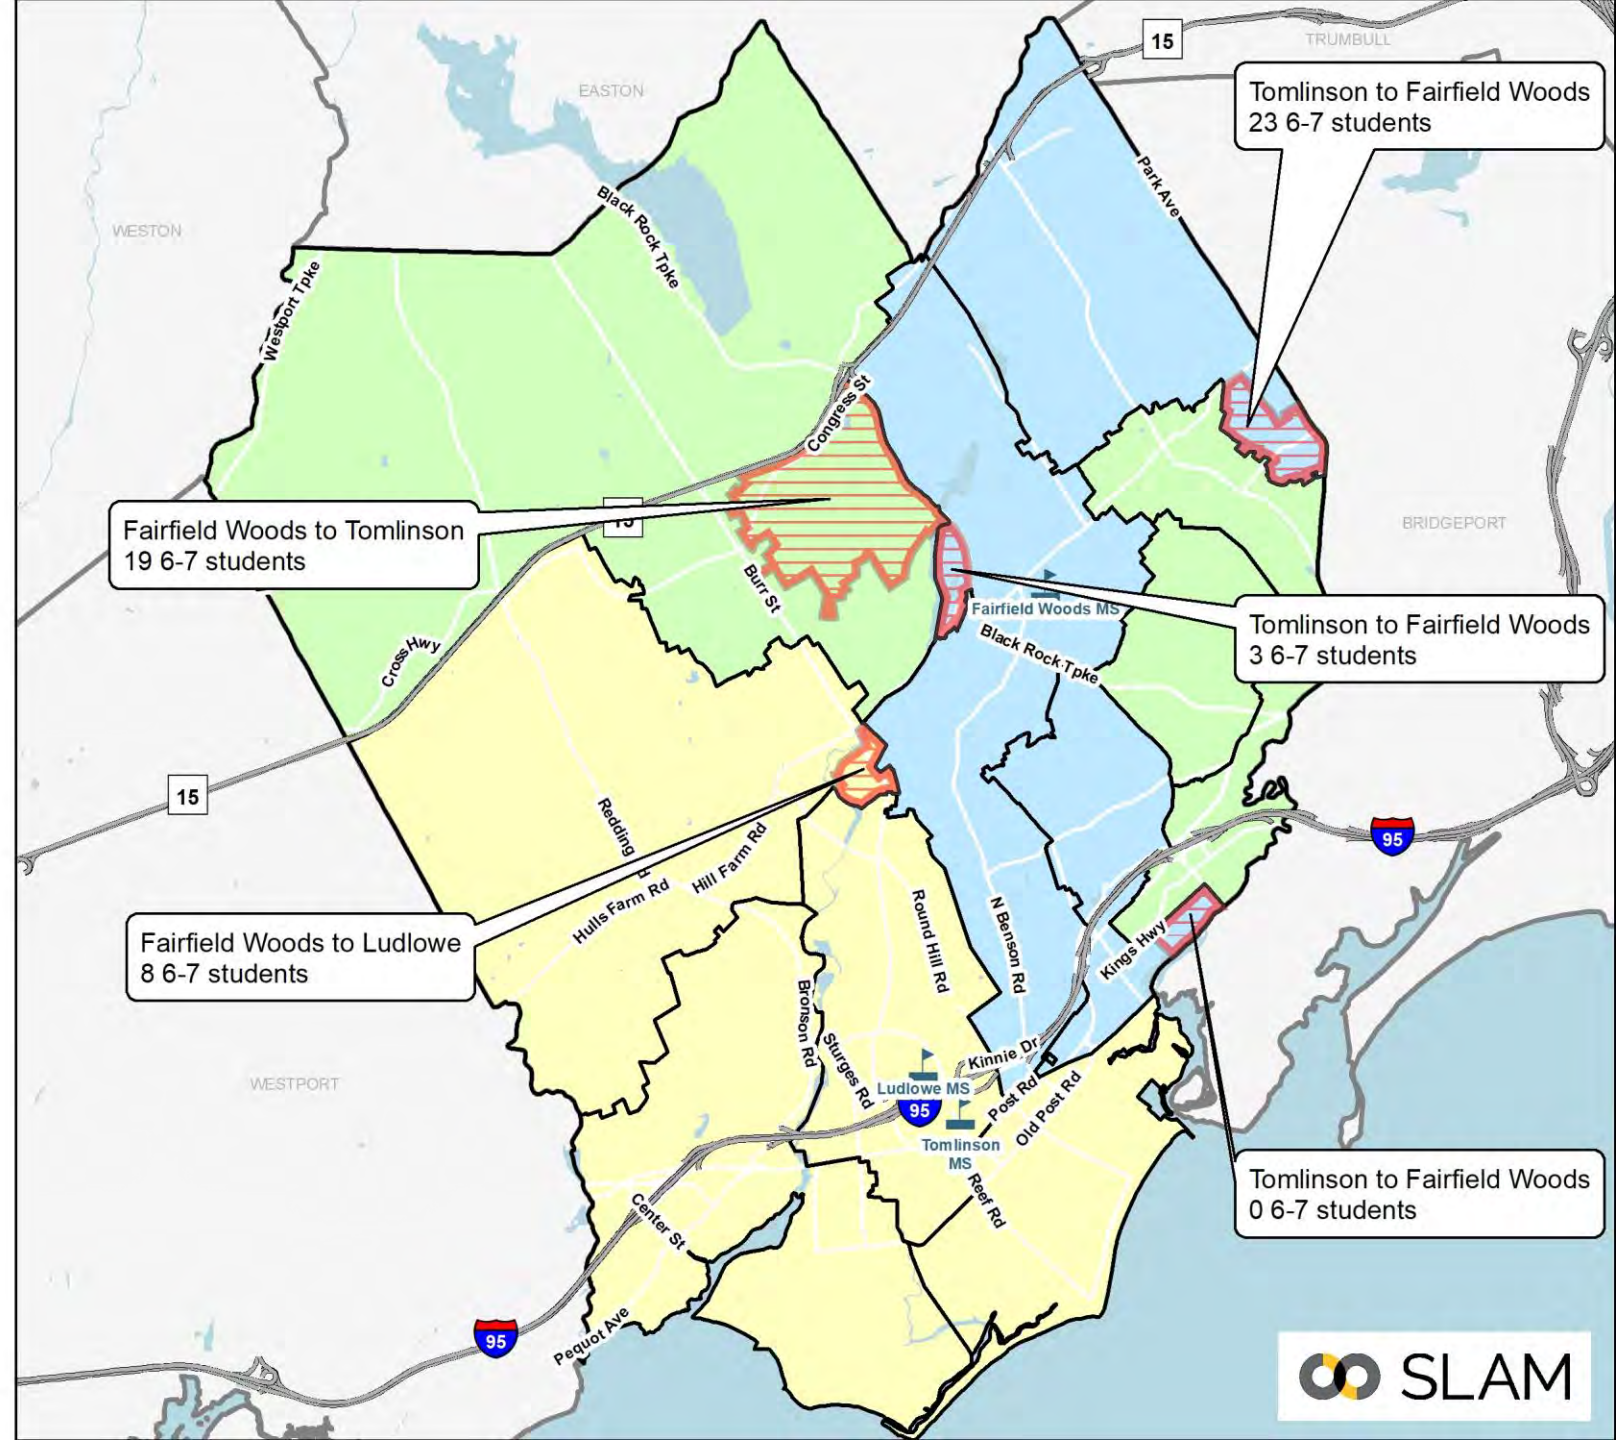 15
TRUMBULL
Tomlinson to Fairfield Woods
23 6-7 students
EASTON
Park Ave
Black Rock Tpke
WESTON
Westport Tpke
Congress St
Fairfield Woods to Tomlinson
19 6-7 students
BRIDGEPORT
Burr St
Fairfield Woods MS
Tomlinson to Fairfield Woods
3 6-7 students
Black Rock Tpke
Cross Hwy
15
95
Redding
Hill Farm Rd
Hulls Farm Rd
Round Hill Rd
N Benson Rd
Kings Hwy
Fairfield Woods to Ludlowe
8 6-7 students
Bronson Rd
Sturges Rd
Kinnie Dr
WESTPORT
Ludlowe MS
95
Post Rd
Old Post Rd
Tomlinson
MS
Reef Rd
Tomlinson to Fairfield Woods
0 6-7 students
Center St
95
Pequot Ave
SLAM